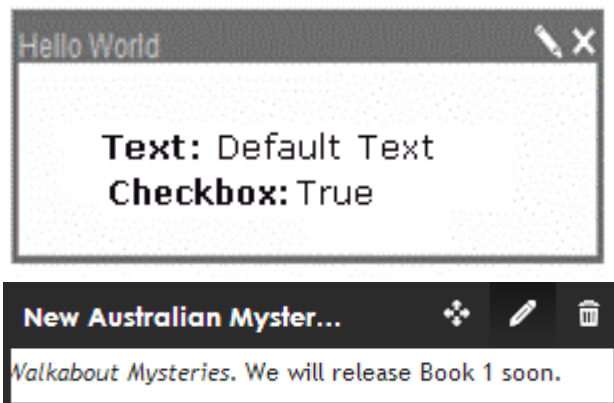 Hello World
Text: Default Text
Checkbox: True
New Australian Myster...
Walkabout Mysteries. We will release Book 1 soon.